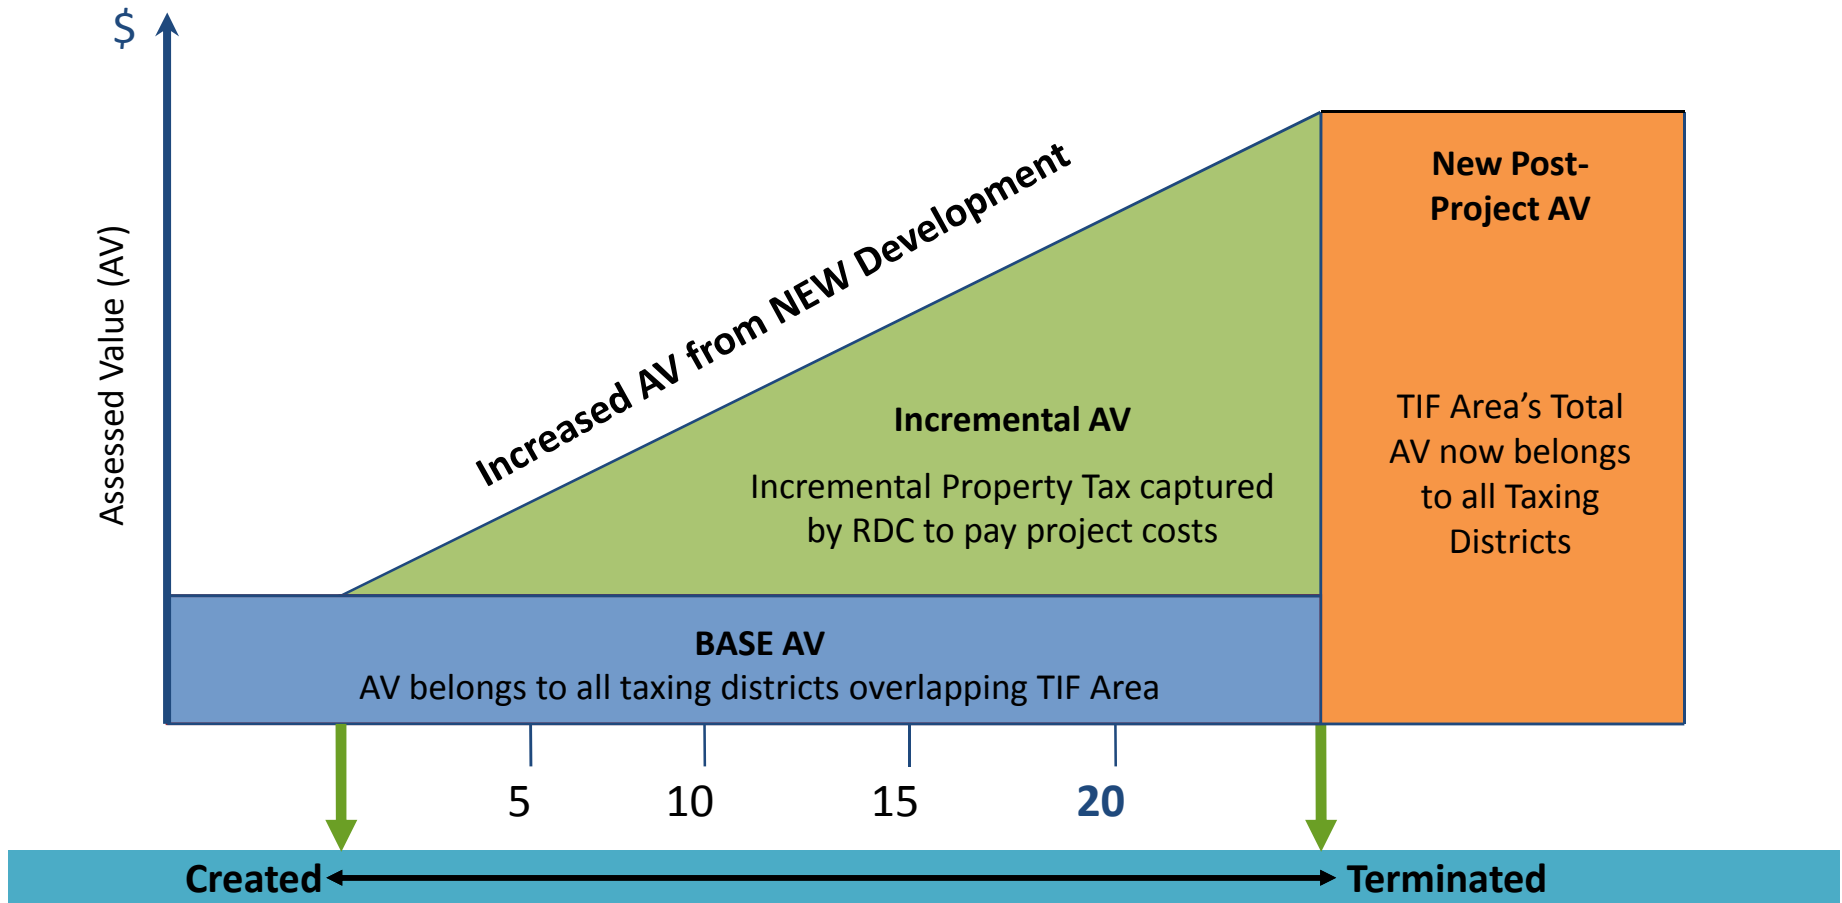 $
Assessed Value (AV)
Increased AV from NEW Development
New Post-
Project AV
Incremental AV
Incremental Property Tax captured
by RDC to pay project costs
TIF Area’s Total
AV now belongs
to all Taxing
Districts
BASE AV
AV belongs to all taxing districts overlapping TIF Area
5 10 15 20
Created Terminated